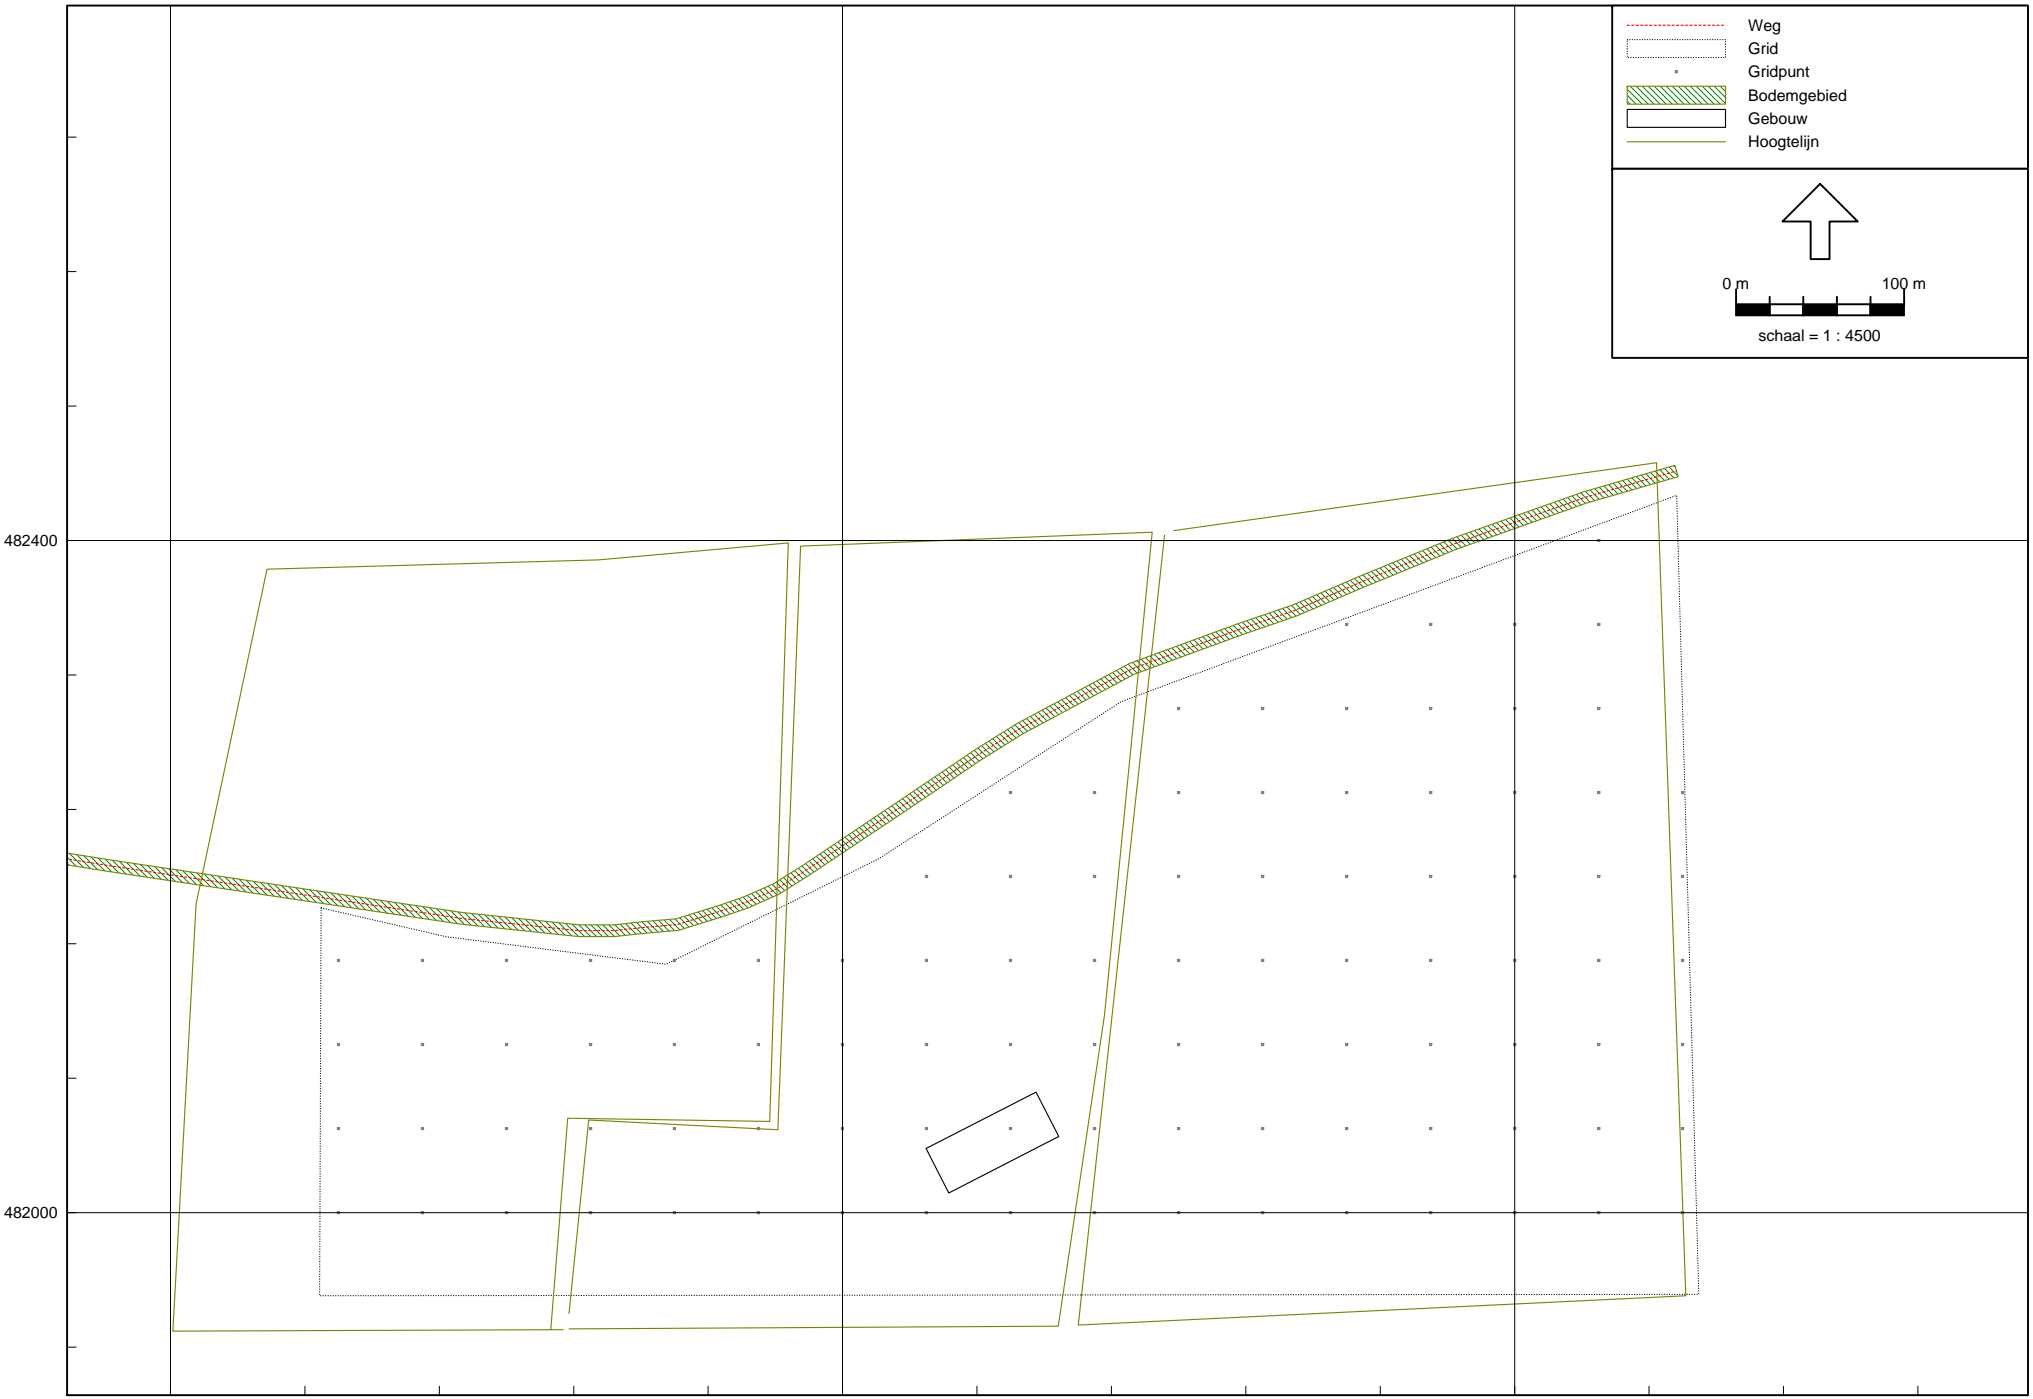 Weg
Grid
Gridpunt
Bodemgebied
Gebouw
Hoogtelijn
0 m 100 m
schaal = 1 : 4500
482400
482000